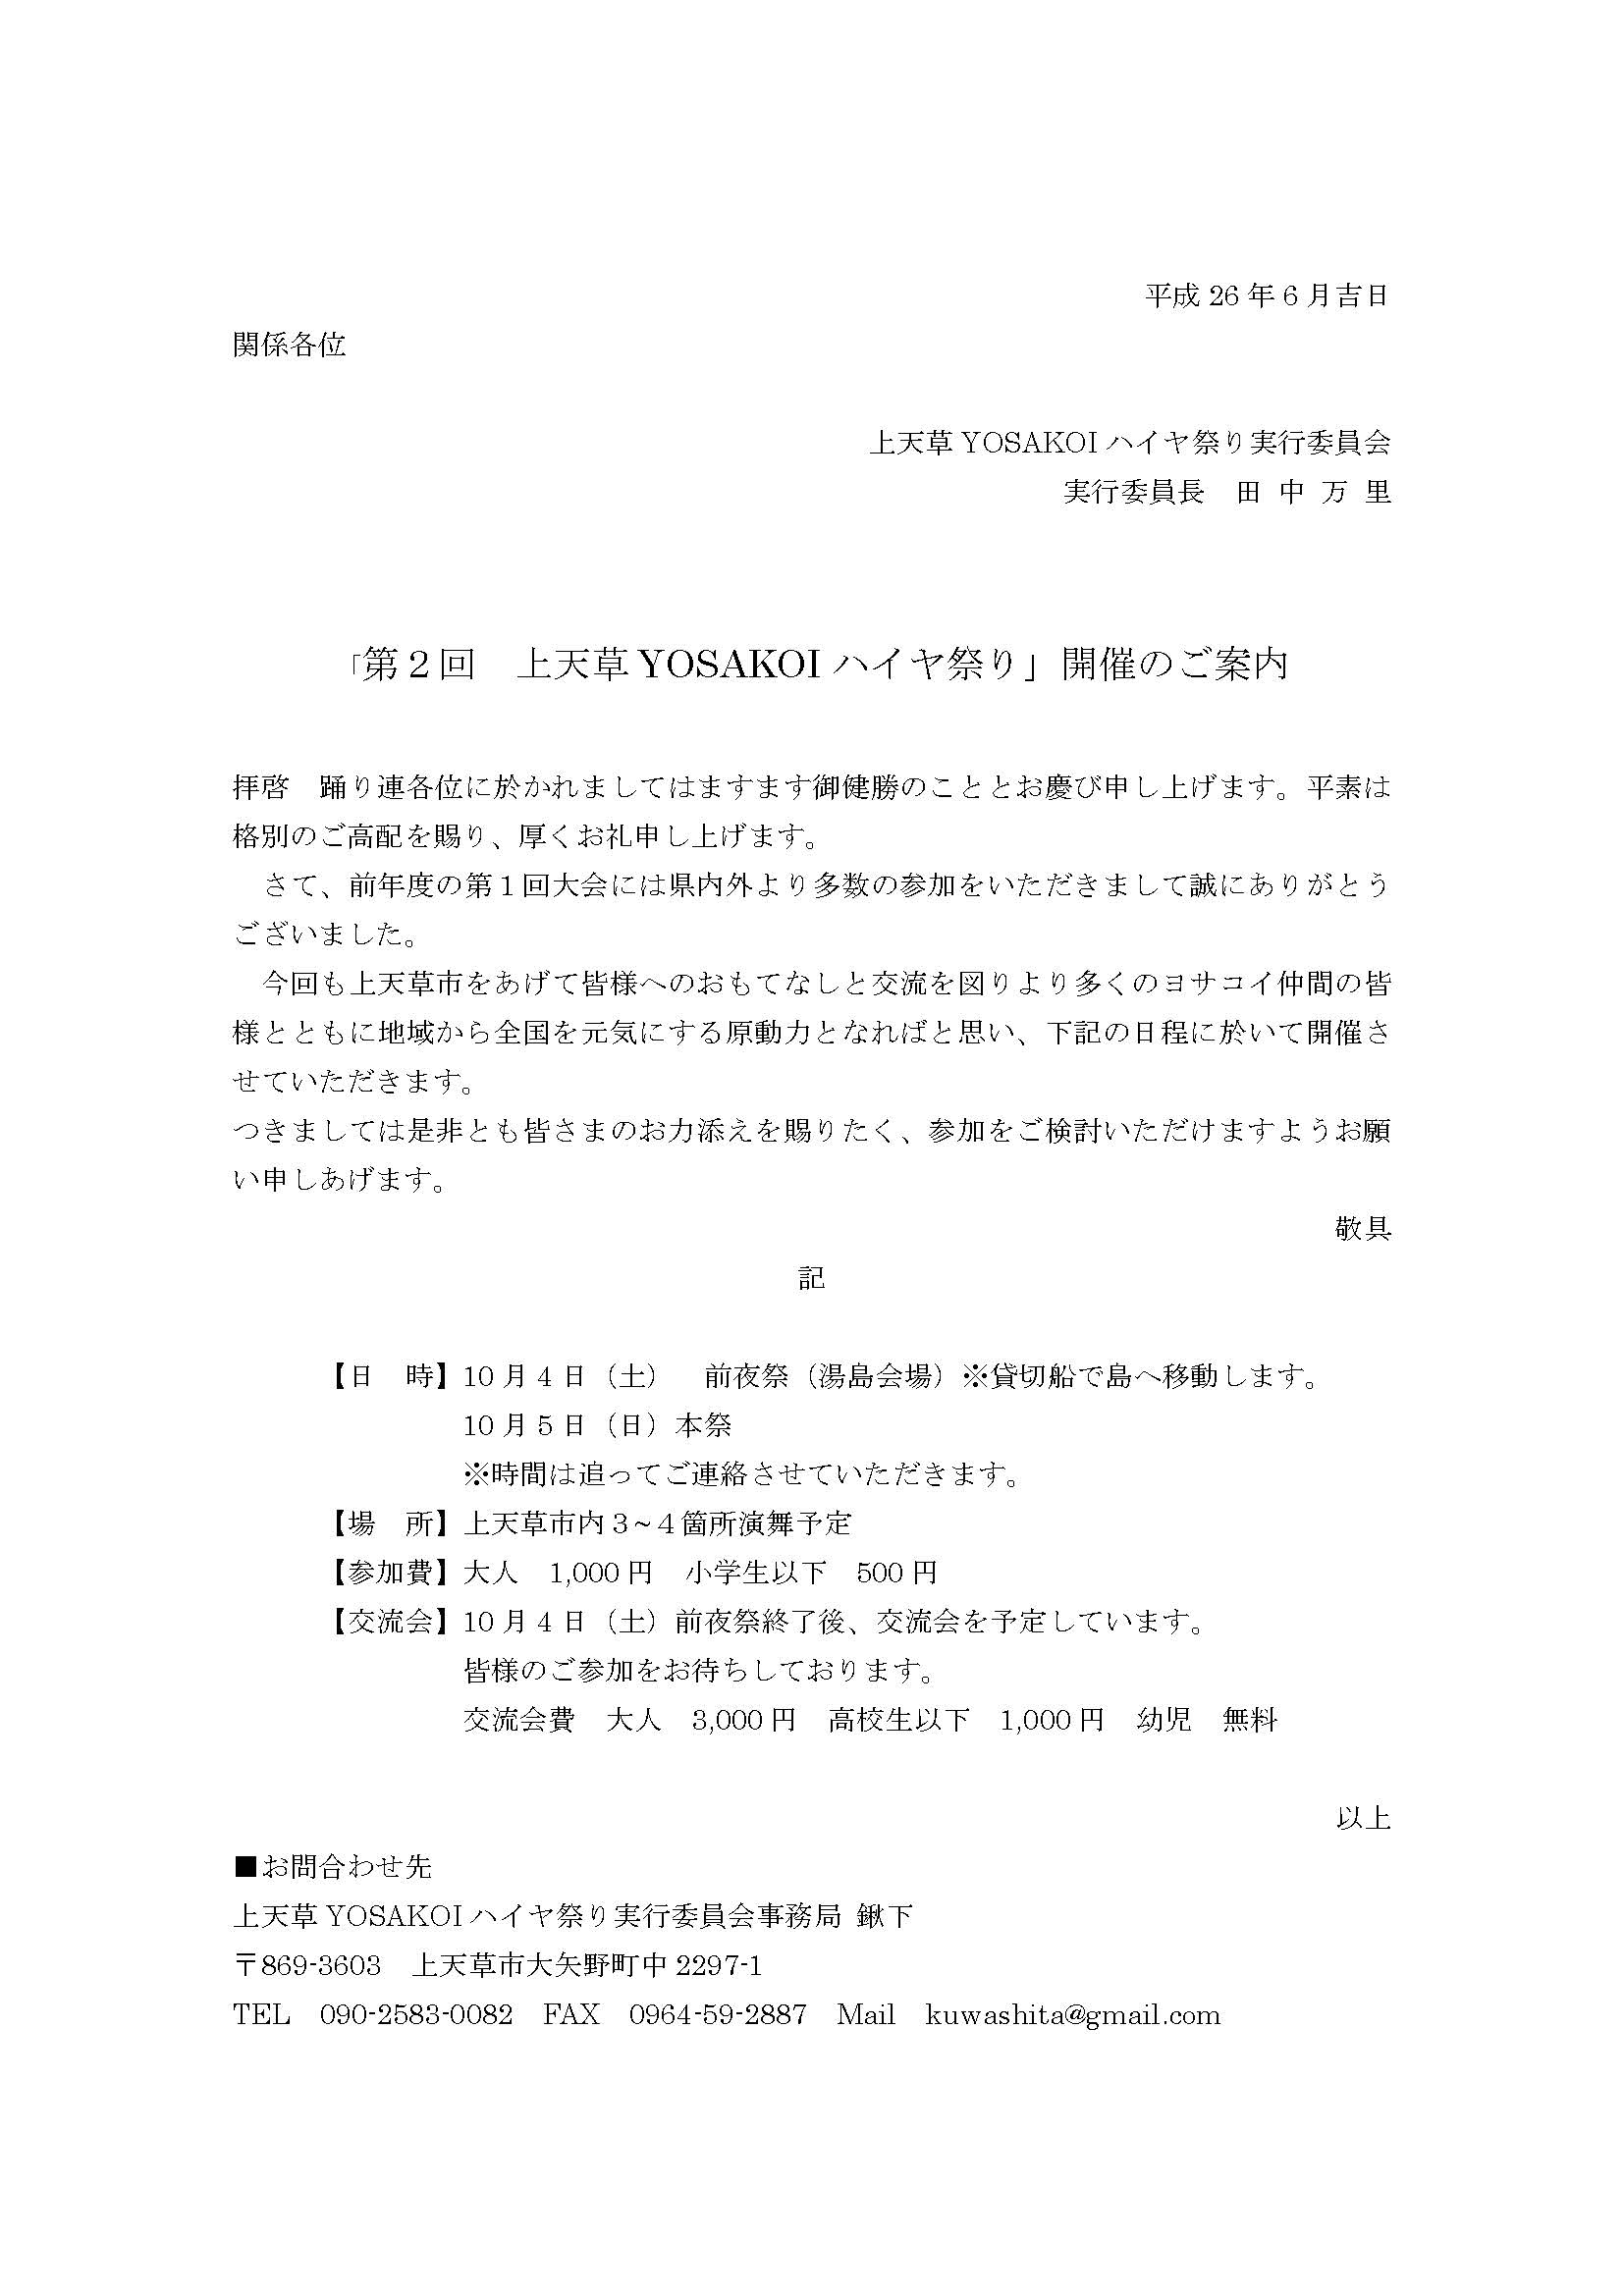 平成 26 年 6 月吉日
関係各位
上天草 YOSAKOI ハイヤ祭り実行委員会
実行委員長　田 中 万 里
「第２回　上天草 YOSAKOI ハイヤ祭り」開催のご案内
拝啓　踊り連各位に於かれましてはますます御健勝のこととお慶び申し上げます。平素は
格別のご高配を賜り、厚くお礼申し上げます。
　さて、前年度の第１回大会には県内外より多数の参加をいただきまして誠にありがとう
ございました。
　今回も上天草市をあげて皆様へのおもてなしと交流を図りより多くのヨサコイ仲間の皆
様とともに地域から全国を元気にする原動力となればと思い、下記の日程に於いて開催さ
せていただきます。
つきましては是非とも皆さまのお力添えを賜りたく、参加をご検討いただけますようお願
い申しあげます。
敬具
記
【日　時】10 月 4 日（土）　前夜祭（湯島会場）※貸切船で島へ移動します。
10 月 5 日（日）本祭
※時間は追ってご連絡させていただきます。
【場　所】上天草市内３~４箇所演舞予定
【参加費】大人　1,000 円　小学生以下　500 円
【交流会】10 月 4 日（土）前夜祭終了後、交流会を予定しています。
皆様のご参加をお待ちしております。
交流会費　大人　3,000 円　高校生以下　1,000 円　幼児　無料
以上
■お問合わせ先
上天草 YOSAKOI ハイヤ祭り実行委員会事務局 鍬下
〒869-3603　上天草市大矢野町中 2297-1
TEL　090-2583-0082　FAX　0964-59-2887　Mail　kuwashita@gmail.com